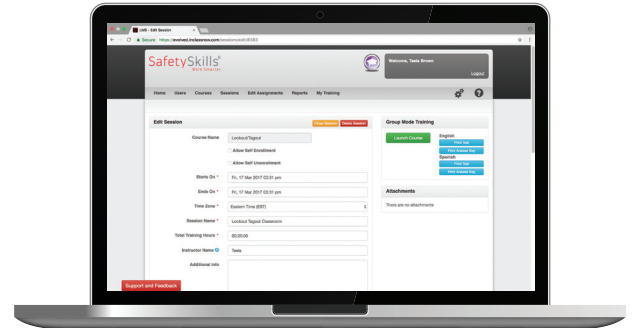 LMS - Edit Session
Secure https://evolved.inclassnow.com/sessions/edit/8383
SafetySkills®
Work Smarter
Welcome, Tesla Brown
Logout
Home Users Courses Sessions Edit Assignments Reports My Training
Edit Session
Delete Session
Course Name Lockout/Tagout
Allow Self Enrollment
Allow Self Unenrollment
Starts On * Fri, 17 Mar 2017 03:31 pm
Ends On * Fri, 17 Mar 2017 03:31 pm
Time Zone * Eastern Time (EST)
Session Name * Lockout Tagout Classroom
Total Training Hours * 00:20:00
Instructor Name Tesla
Additional Info
Group Mode Training
Launch Course
English
Print Test
Print Answer Key
Spanish
Print Test
Print Answer Key
Attachments
There are no attachments
Support and Feedback